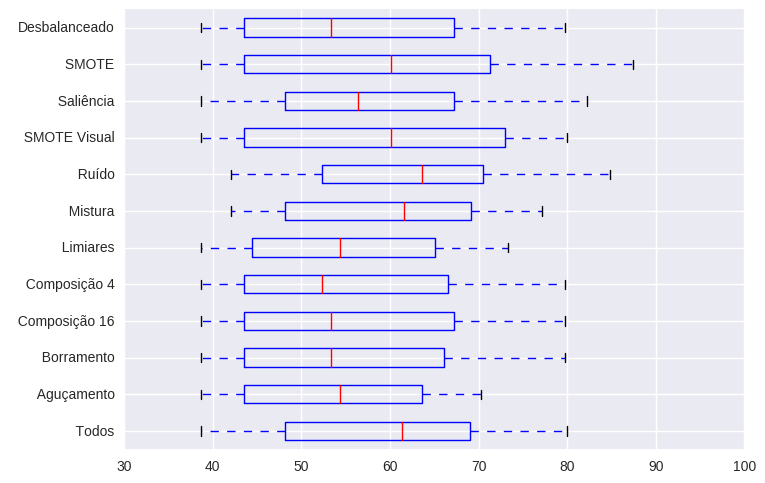 Desbalanceado
SMOTE
Saliência
SMOTE Visual
Ruído
Mistura
Limiares
Composição 4
Composição 16
Borramento
Aguçamento
Todos
30 40 50 60 70 80 90 100